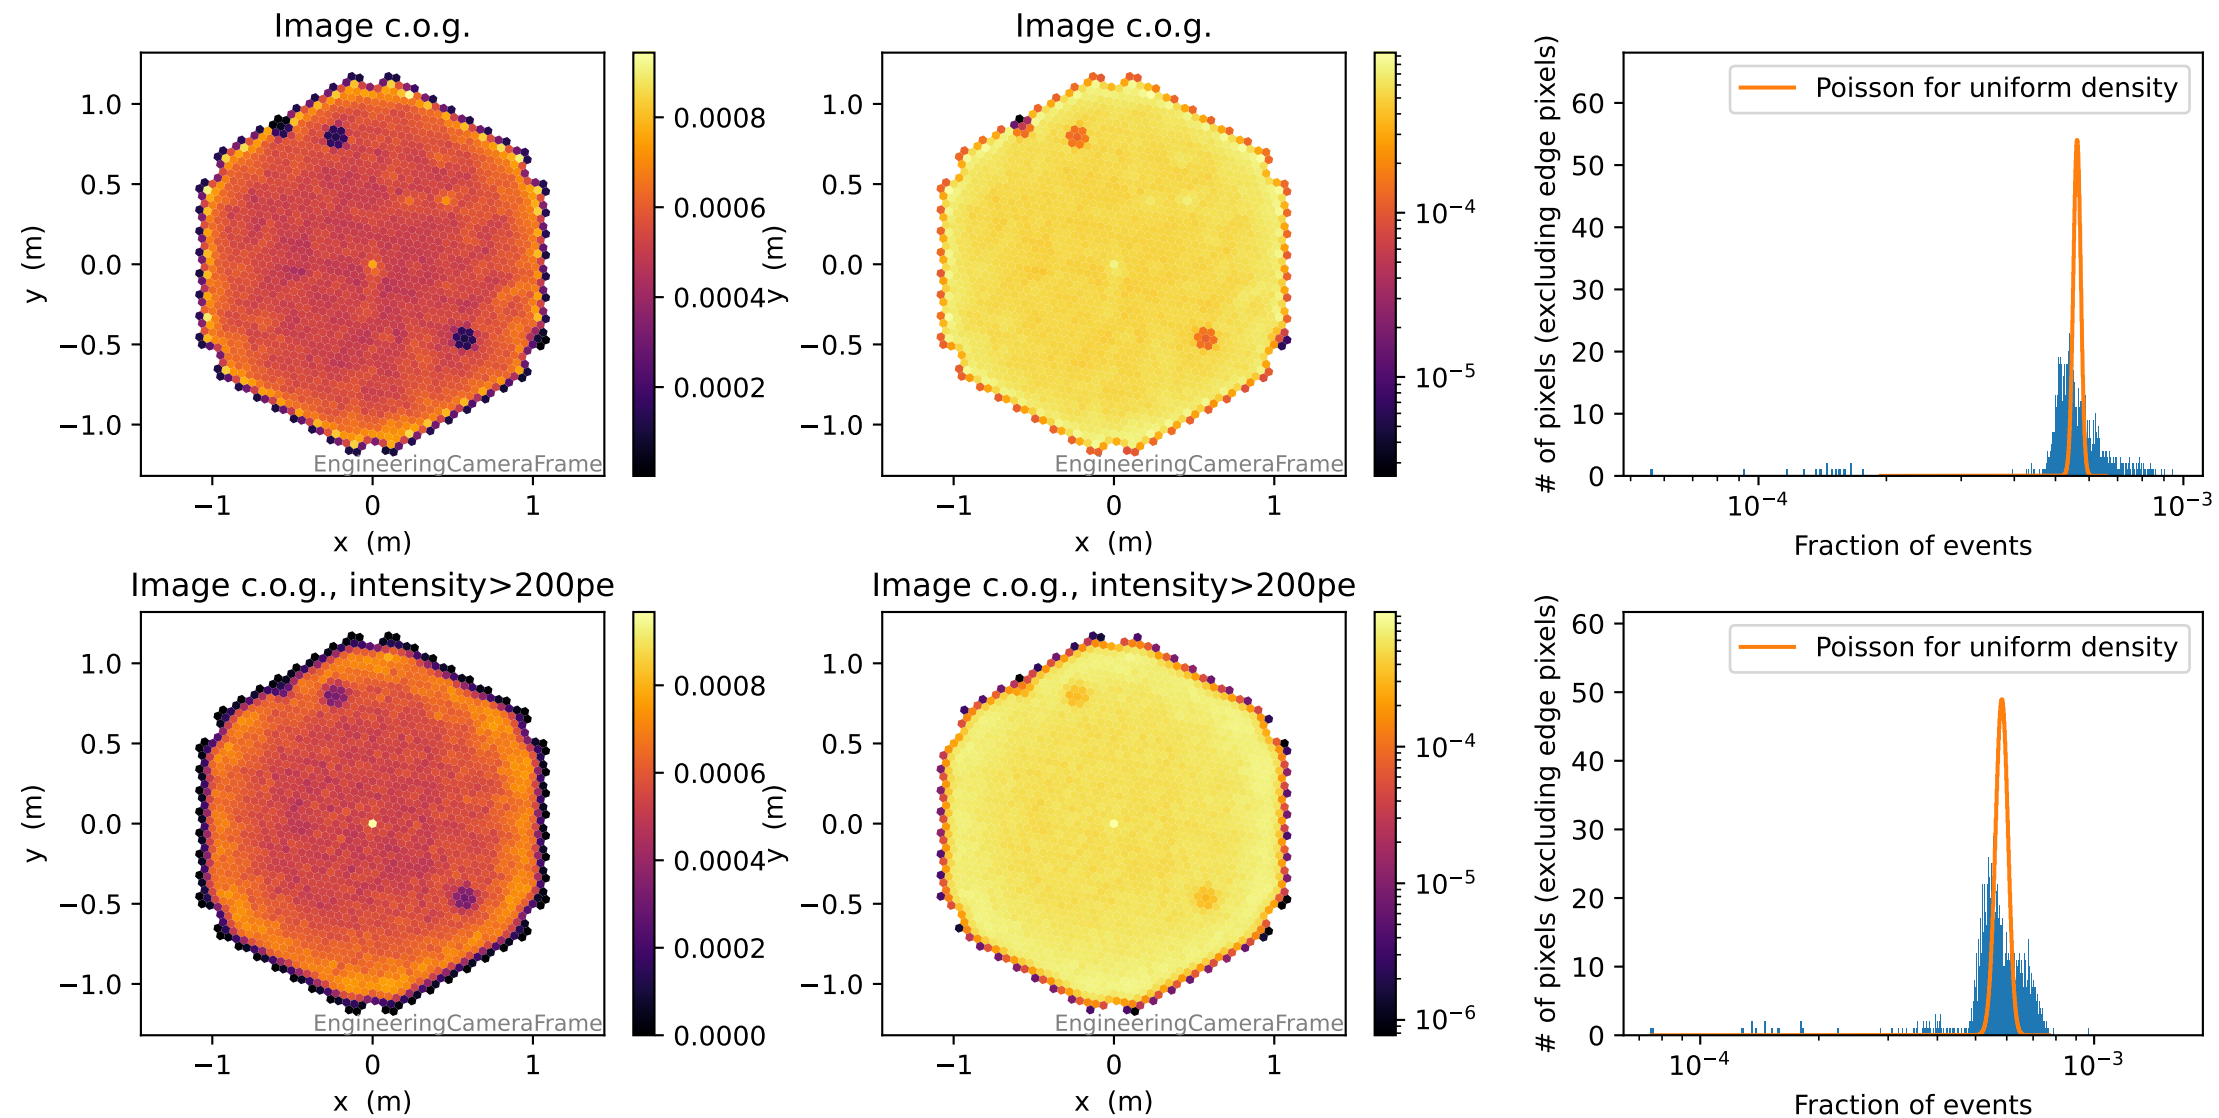 Image c.o.g.
1.0
0.5
0.0
−0.5
−1.0
y (m)
−1
0
1
x (m)
EngineeringCameraFrame
0.0008
0.0006
0.0004
0.0002
Image c.o.g.
1.0
0.5
0.0
−0.5
−1.0
y (m)
−1
0
1
x (m)
EngineeringCameraFrame
10⁻⁴
10⁻⁵
# of pixels (excluding edge pixels)
60
50
40
30
20
10
0
Poisson for uniform density
10⁻⁴
10⁻³
Fraction of events
Image c.o.g., intensity>200pe
1.0
0.5
0.0
−0.5
−1.0
y (m)
−1
0
1
x (m)
EngineeringCameraFrame
0.0008
0.0006
0.0004
0.0002
0.0000
Image c.o.g., intensity>200pe
1.0
0.5
0.0
−0.5
−1.0
y (m)
−1
0
1
x (m)
EngineeringCameraFrame
10⁻⁴
10⁻⁵
10⁻⁶
# of pixels (excluding edge pixels)
60
50
40
30
20
10
0
Poisson for uniform density
10⁻⁴
10⁻³
Fraction of events